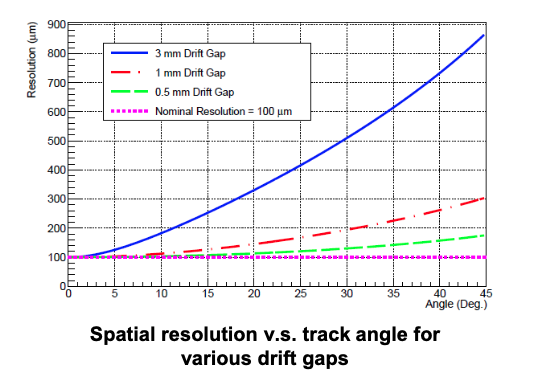 Resolution (μm)
900
800
700
600
500
400
300
200
100
0
3 mm Drift Gap
1 mm Drift Gap
0.5 mm Drift Gap
Nominal Resolution = 100 μm
0 5 10 15 20 25 30 35 40 45
Angle (Deg.)
Spatial resolution v.s. track angle for
various drift gaps